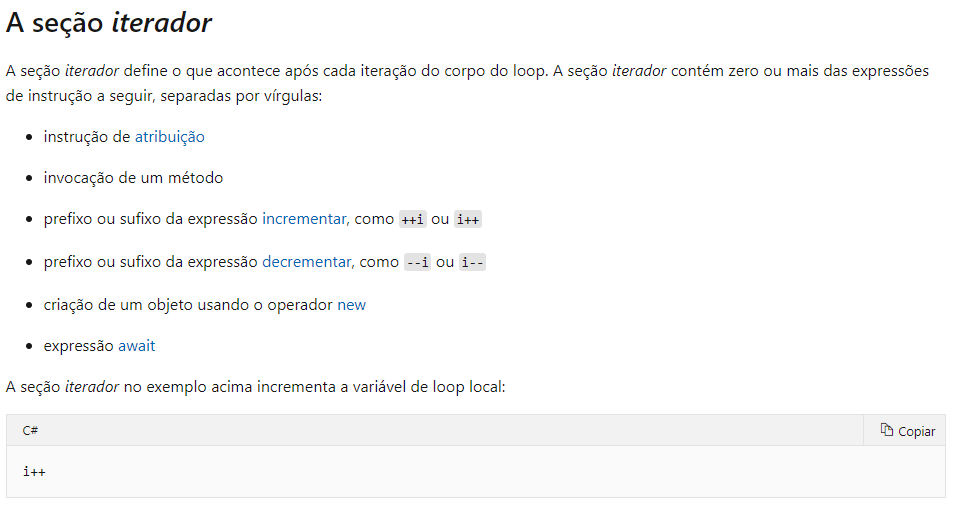 A seção iterador
A seção iterador define o que acontece após cada iteração do corpo do loop. A seção iterador contém zero ou mais das expressões
de instrução a seguir, separadas por vírgulas:
• instrução de atribuição
• invocação de um método
• prefixo ou sufixo da expressão incrementar, como ++i ou i++
• prefixo ou sufixo da expressão decrementar, como --i ou i--
• criação de um objeto usando o operador new
• expressão await
A seção iterador no exemplo acima incrementa a variável de loop local:
C# Copiar
i++